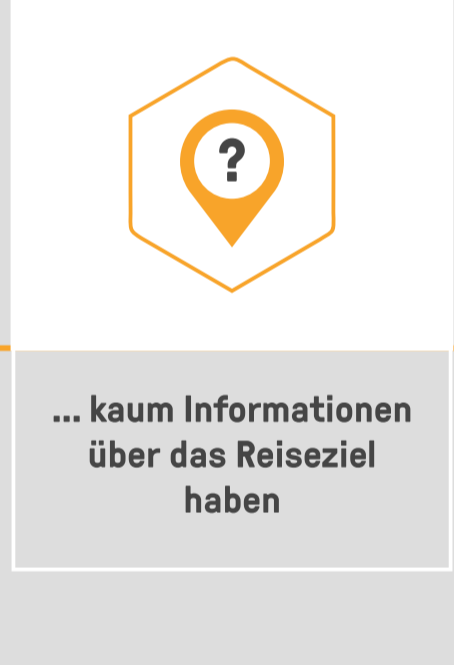 ?
... kaum Informationen
über das Reiseziel
haben